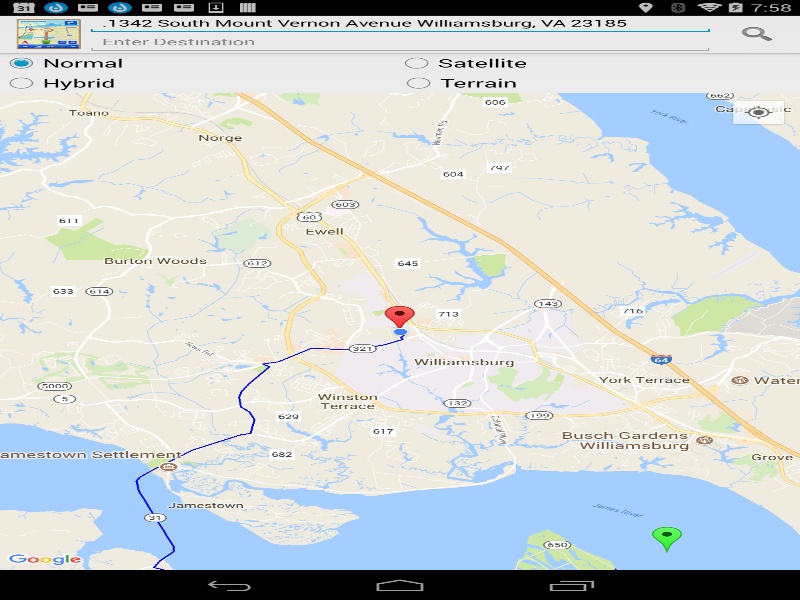 31 7:58
.1342 South Mount Vernon Avenue Williamsburg, VA 23185
Enter Destination
Normal
Satellite
Hybrid
Terrain
606
662
Toano
York River
Norge
604
747
603
611
60
Ewell
Burton Woods
612
645
633
614
143
713
716
321
Williamsburg
64
York Terrace
Water
5000
5
Winston
Terrace
132
629
199
617
Busch Gardens
Williamsburg
amestown Settlement
682
Grove
Jamestown
31
James River
650
Google